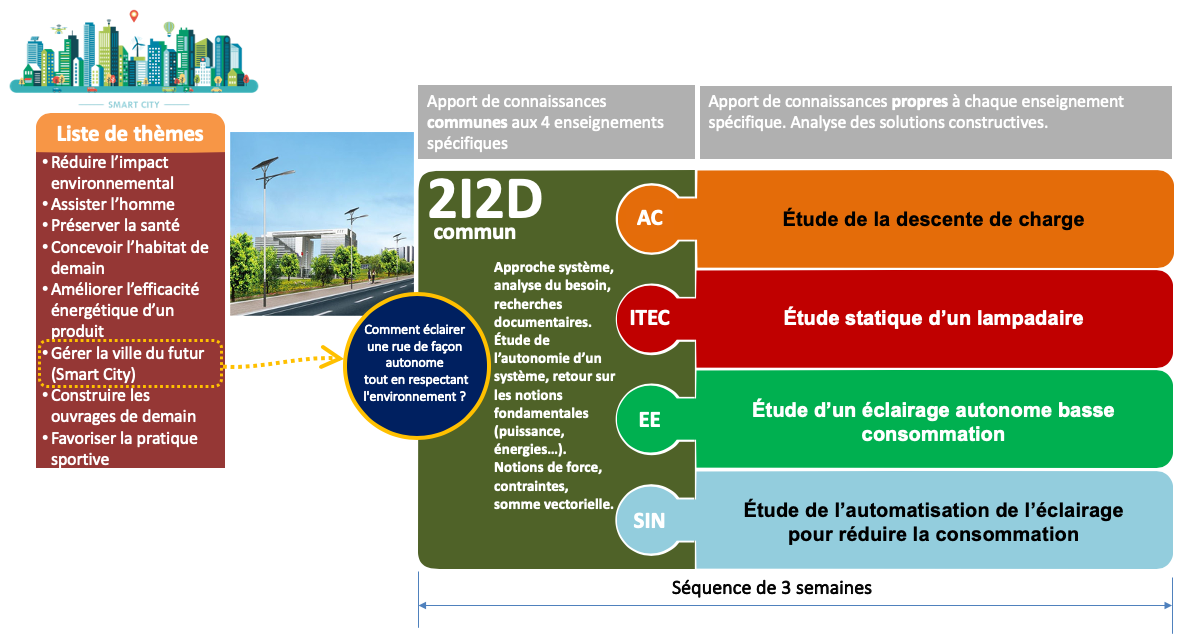 SMART CITY
Liste de thèmes
• Réduire l’impact
environnemental
• Assister l’homme
• Préserver la santé
• Concevoir l’habitat de
demain
• Améliorer l’efficacité
énergétique d’un
produit
• Gérer la ville du futur
(Smart City)
• Construire les
ouvrages de demain
• Favoriser la pratique
sportive
Comment éclairer
une rue de façon
autonome
tout en respectant
l'environnement ?
Apport de connaissances
communes aux 4 enseignements
spécifiques
Apport de connaissances propres à chaque enseignement
spécifique. Analyse des solutions constructives.
2I2D
commun
Approche système,
analyse du besoin,
recherches
documentaires.
Étude de
l’autonomie d’un
système, retour sur
les notions
fondamentales
(puissance,
énergies…).
Notions de force,
contraintes,
somme vectorielle.
AC
Étude de la descente de charge
ITEC
Étude statique d’un lampadaire
EE
Étude d’un éclairage autonome basse
consommation
SIN
Étude de l’automatisation de l’éclairage
pour réduire la consommation
Séquence de 3 semaines